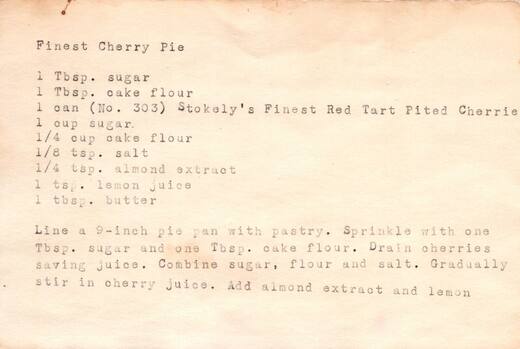 Finest Cherry Pie
1 Tbsp. sugar
1 Tbsp. cake flour
1 can (No. 303) Stokely's Finest Red Tart Pited Cherrie
1 cup sugar.
1/4 cup cake flour
1/8 tsp. salt
1/4 tsp. almond extract
1 tsp. lemon juice
1 tbsp. butter
Line a 9-inch pie pan with pastry. Sprinkle with one
Tbsp. sugar and one Tbsp. cake flour. Drain cherries
saving juice. Combine sugar, flour and salt. Gradually
stir in cherry juice. Add almond extract and lemon